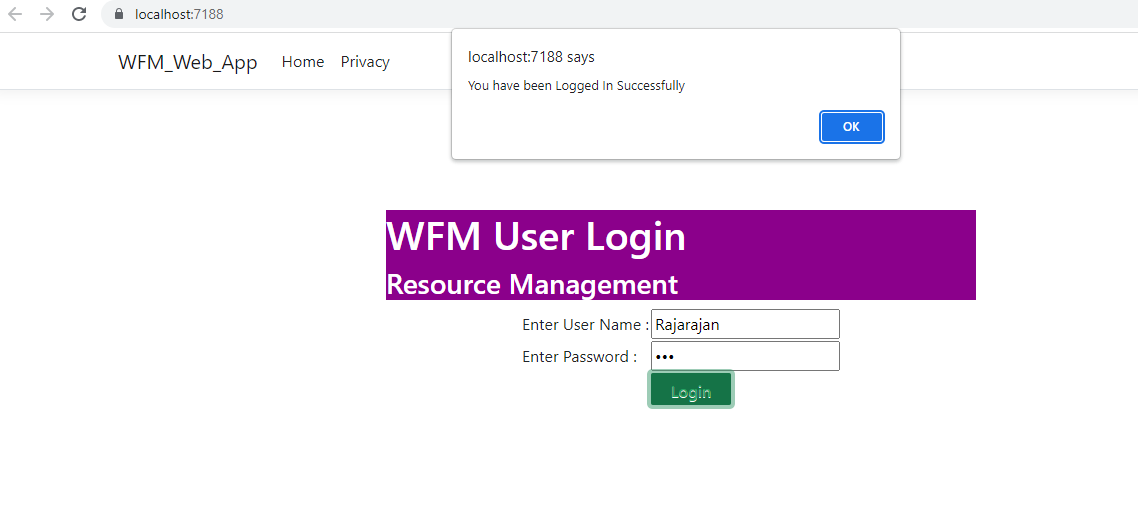 localhost:7188
WFM_Web_App Home Privacy
localhost:7188 says
You have been Logged In Successfully
OK
WFM User Login
Resource Management
Enter User Name : Rajarajan
Enter Password : •••
Login